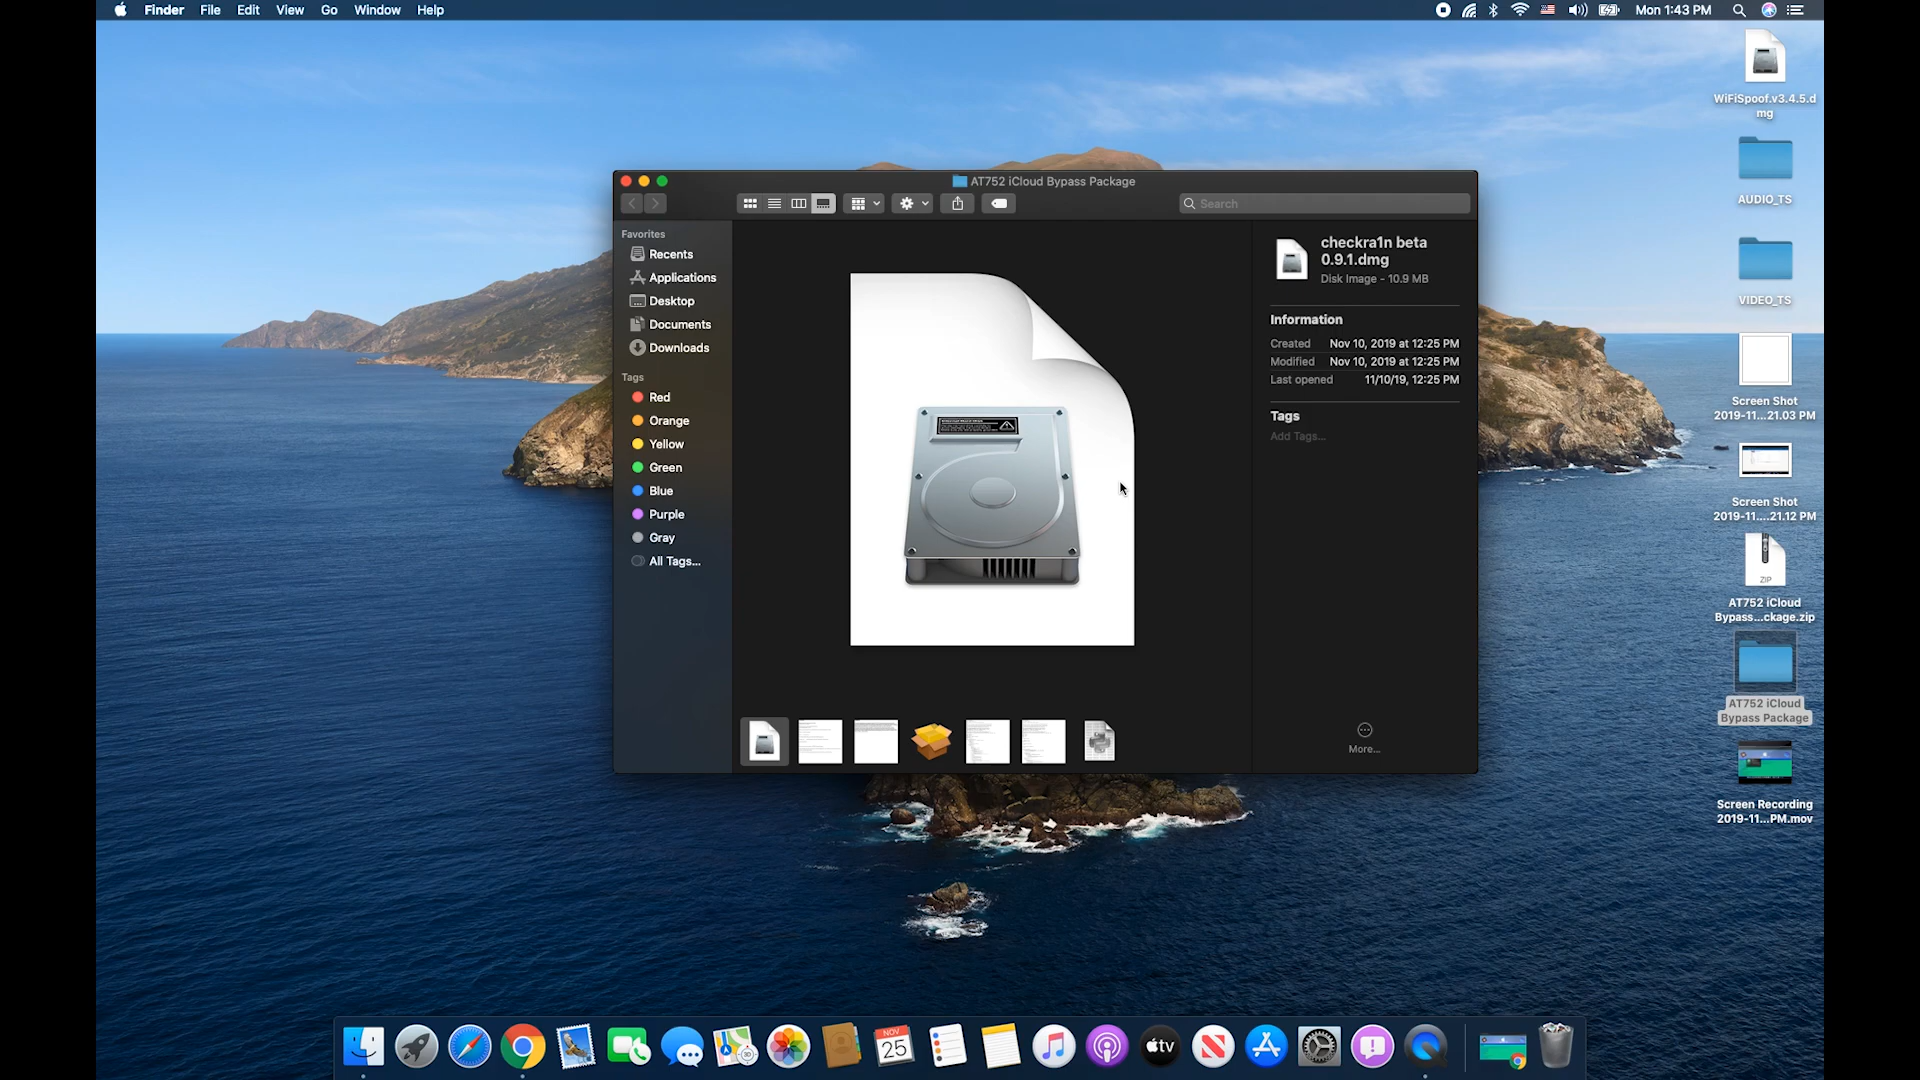 Finder File Edit View Go Window Help
Mon 1:43 PM
WiFiSpoof.v3.4.5.d
mg
AUDIO_TS
VIDEO_TS
Screen Shot
2019-11...21.03 PM
Screen Shot
2019-11....21.12 PM
ZIP
AT752 iCloud
Bypass...ckage.zip
AT752 iCloud
Bypass Package
Screen Recording
2019-11...PM.mov
AT752 iCloud Bypass Package
Search
Favorites
Recents
Applications
Desktop
Documents
Downloads
Tags
Red
Orange
Yellow
Green
Blue
Purple
Gray
All Tags...
checkra1n beta
0.9.1.dmg
Disk Image - 10.9 MB
Information
Created Nov 10, 2019 at 12:25 PM
Modified Nov 10, 2019 at 12:25 PM
Last opened 11/10/19, 12:25 PM
Tags
Add Tags...
More...
NOV
25
tv